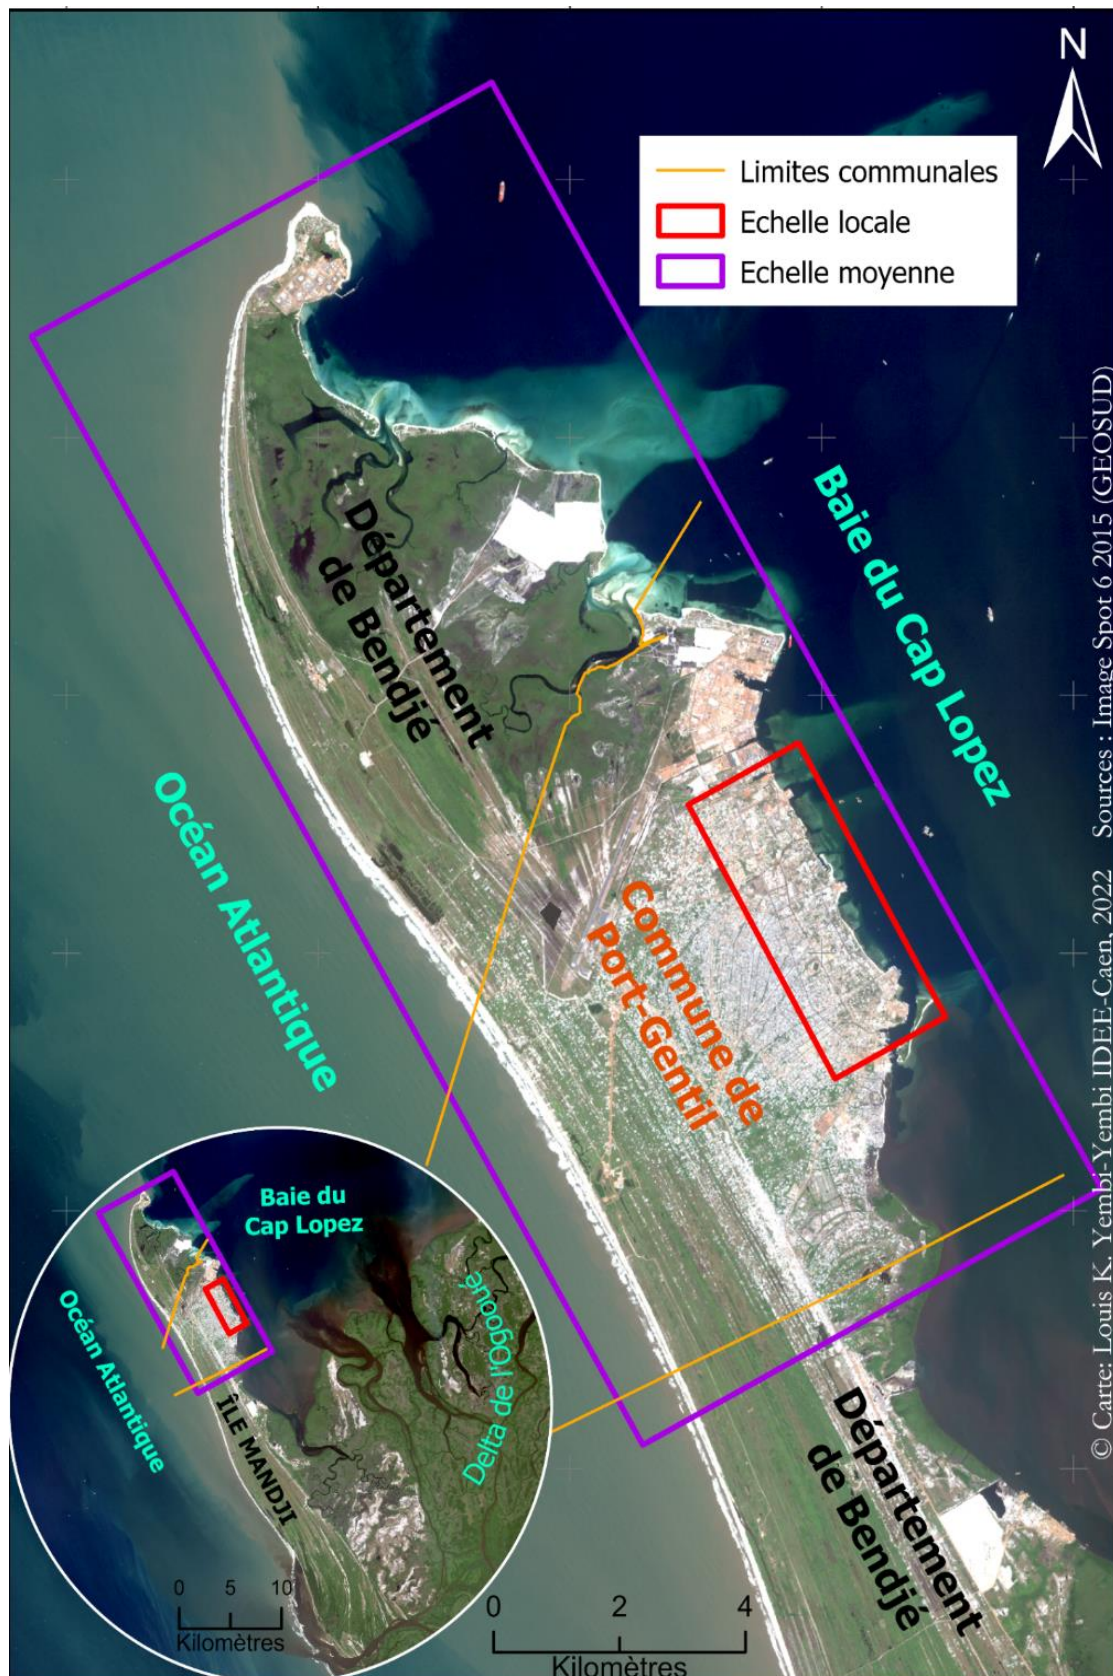 N
Limites communales
Echelle locale
Echelle moyenne
Baie du Cap Lopez
Département
de Bendjé
Océan Atlantique
Commune de
Port-Gentil
Département
de Bendjé
Baie du
Cap Lopez
Océan Atlantique
ÎLE MANDJI
Delta de l'Ogooué
0 5 10
Kilomètres
0 2 4
Kilomètres
© Carte: Louis K. Yembi-Yembi IDEE-Caen, 2022 Sources : Image Spot 6 2015 (GEOSUD)